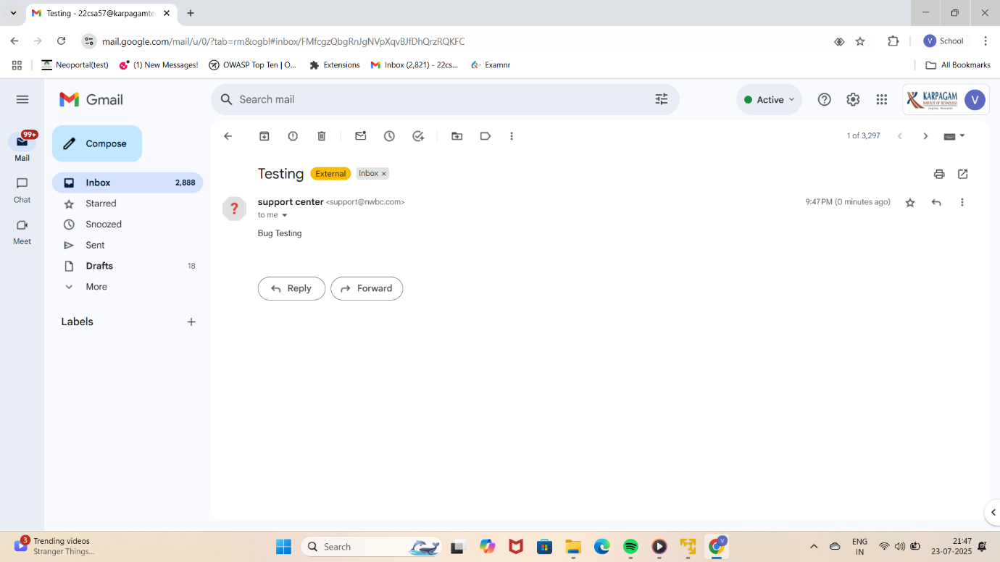 Testing - 22csa57@karpagamte
mail.google.com/mail/u/0/?tab=rm&ogbl#inbox/FMfcgzQbgRnJgNVpXqvBJfDhQrzRQKFC
V School
Neoportal(test) (1) New Messages! OWASP Top Ten | O... Extensions Inbox (2,821) - 22cs... Examnr All Bookmarks
Gmail
Search mail
Active
KARPAGAM
INSTITUTE OF TECHNOLOGY
V
99+
Mail
Chat
Meet
Compose
Inbox 2,888
Starred
Snoozed
Sent
Drafts 18
More
Labels
1 of 3,297
Testing External Inbox ×
?
support center <support@nwbc.com> 9:47 PM (0 minutes ago)
to me
Bug Testing
Reply Forward
3
Trending videos
Stranger Things...
Search
V
ENG
IN
21:47
23-07-2025